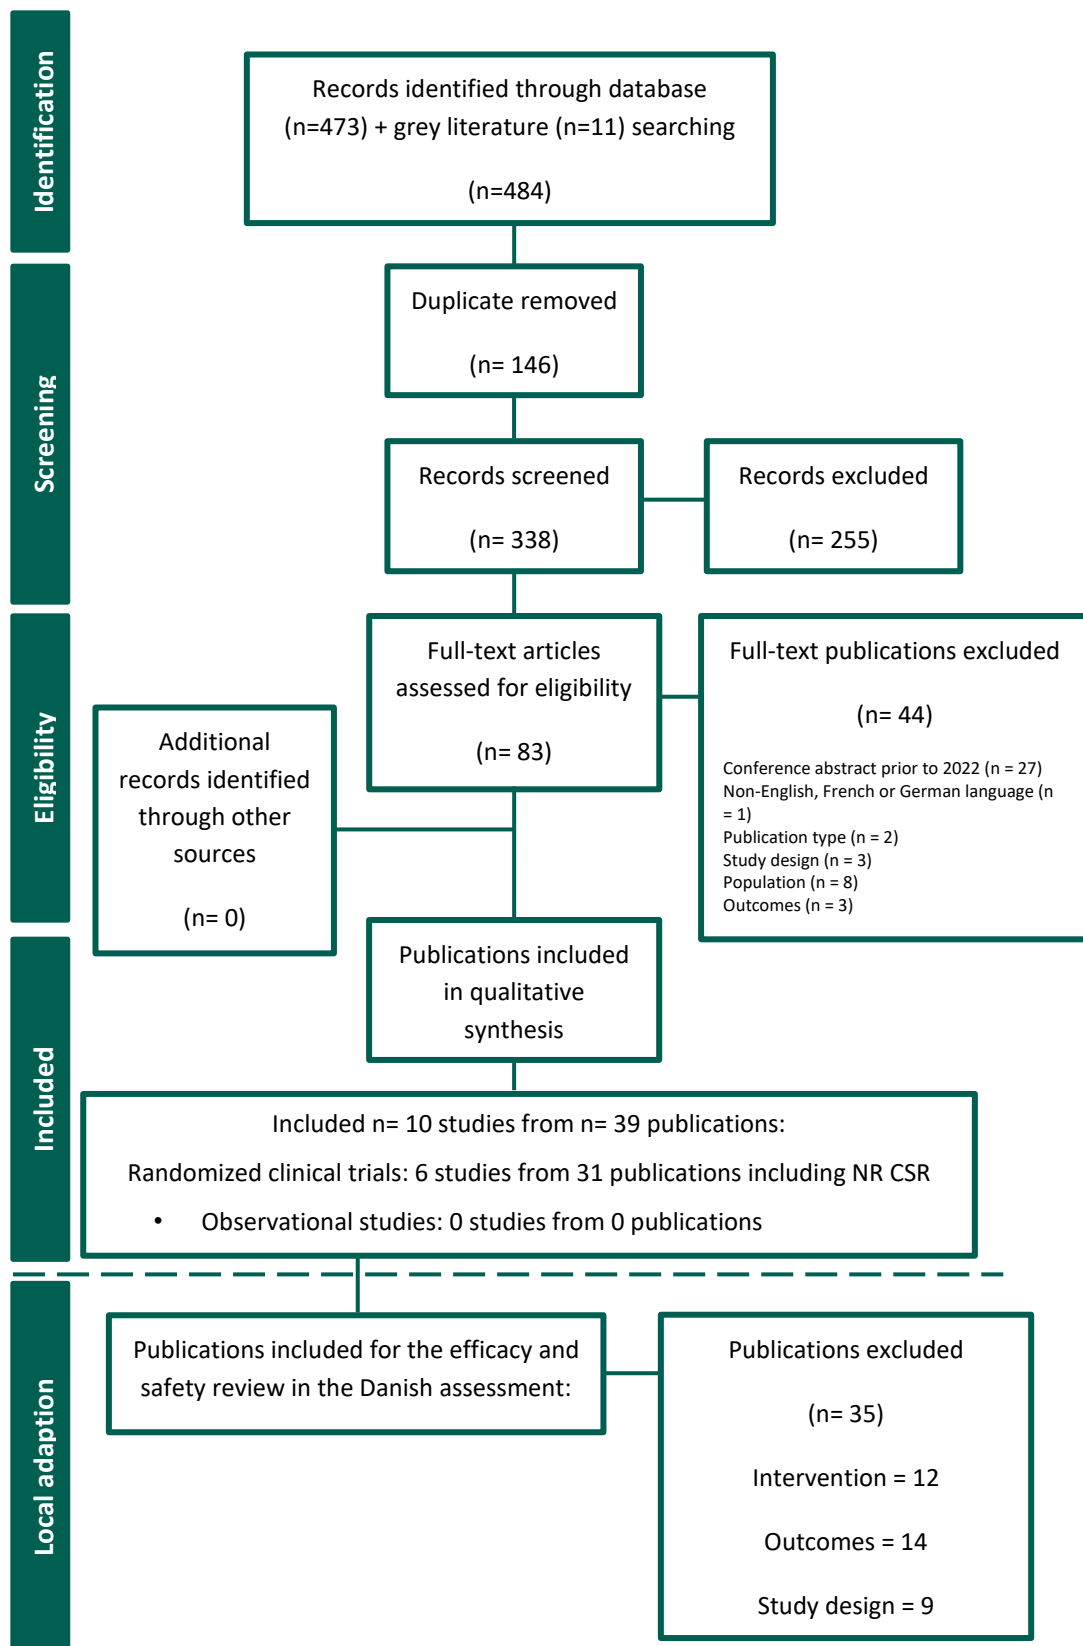 Identification
Records identified through database
(n=473) + grey literature (n=11) searching
(n=484)
Screening
Duplicate removed
(n= 146)
Records screened
(n= 338)
Records excluded
(n= 255)
Eligibility
Full-text articles
assessed for eligibility
(n= 83)
Full-text publications excluded
(n= 44)
Conference abstract prior to 2022 (n = 27)
Non-English, French or German language (n
= 1)
Publication type (n = 2)
Study design (n = 3)
Population (n = 8)
Outcomes (n = 3)
Additional
records identified
through other
sources
(n= 0)
Included
Publications included
in qualitative
synthesis
Included n= 10 studies from n= 39 publications:
Randomized clinical trials: 6 studies from 31 publications including NR CSR
• Observational studies: 0 studies from 0 publications
Local adaption
Publications included for the efficacy and
safety review in the Danish assessment:
Publications excluded
(n= 35)
Intervention = 12
Outcomes = 14
Study design = 9